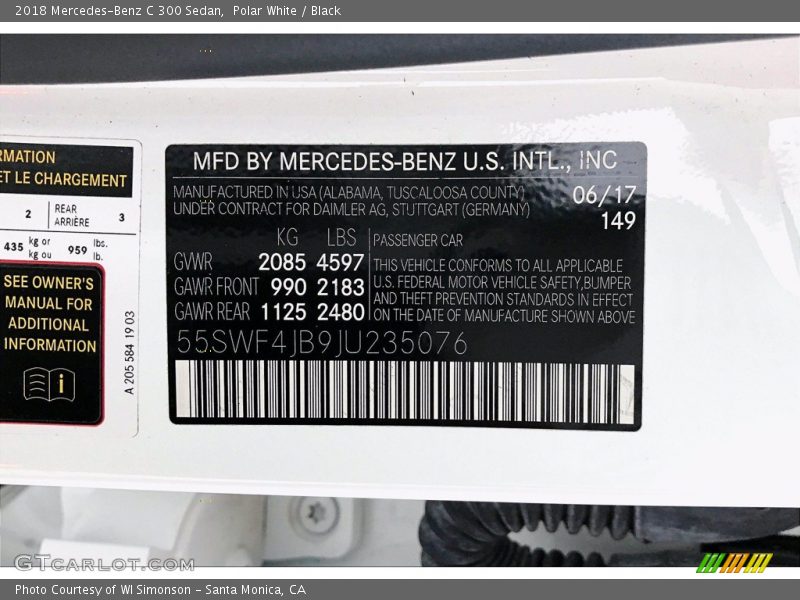 2018 Mercedes-Benz C 300 Sedan, Polar White / Black
RMATION
ET LE CHARGEMENT
2 REAR ARRIÈRE 3
435 kg or kg ou 959 lbs. lb.
SEE OWNER'S
MANUAL FOR
ADDITIONAL
INFORMATION
i
A 205 584 19 03
MFD BY MERCEDES-BENZ U.S. INTL., INC
MANUFACTURED IN USA (ALABAMA, TUSCALOOSA COUNTY) 06/17
UNDER CONTRACT FOR DAIMLER AG, STUTTGART (GERMANY) 149
KG LBS PASSENGER CAR
GVWR 2085 4597
GAWR FRONT 990 2183
GAWR REAR 1125 2480
THIS VEHICLE CONFORMS TO ALL APPLICABLE
U.S. FEDERAL MOTOR VEHICLE SAFETY,BUMPER
AND THEFT PREVENTION STANDARDS IN EFFECT
ON THE DATE OF MANUFACTURE SHOWN ABOVE
55SWF4JB9JU235076
GTcarlot.com
Photo Courtesy of WI Simonson - Santa Monica, CA